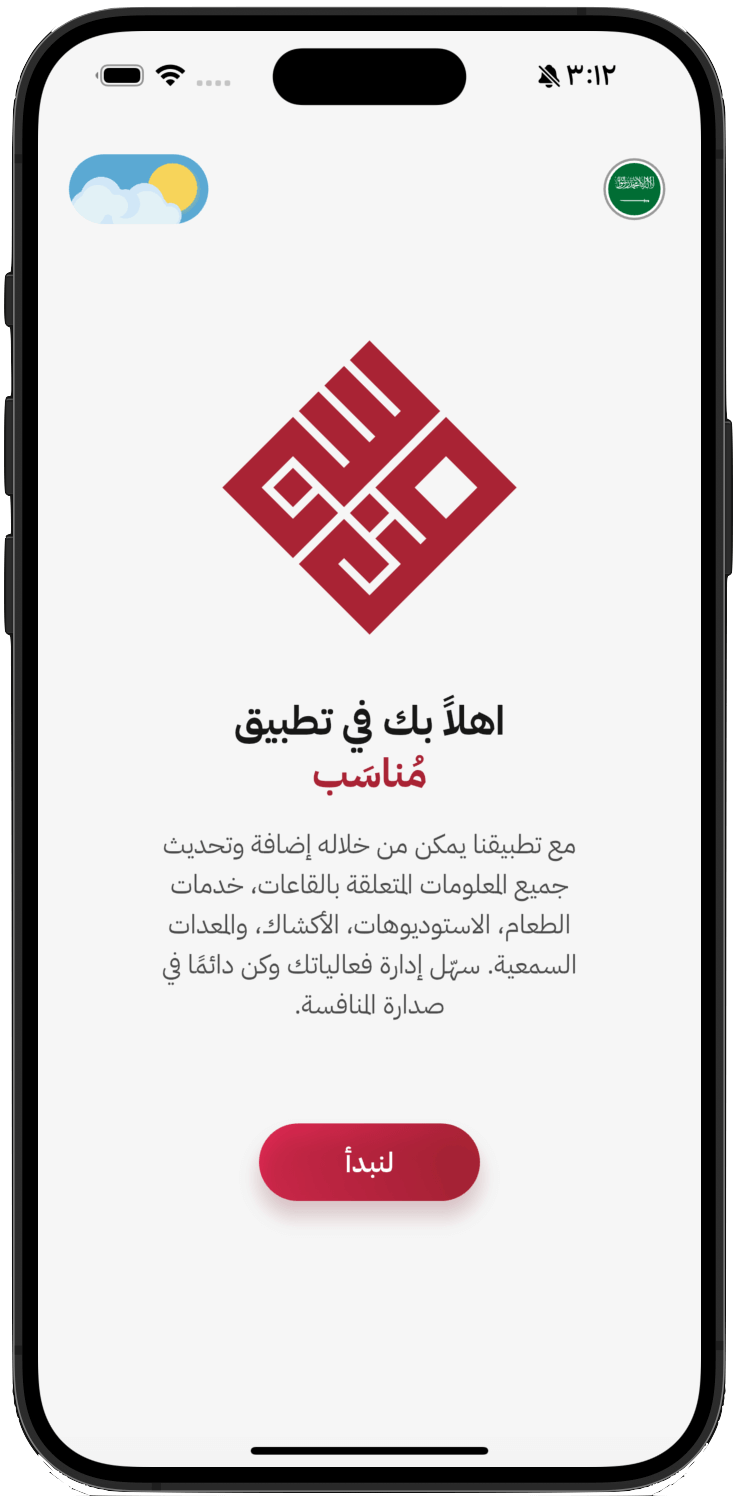 ٣:١٢
اهلاً بك في تطبيق
مُناسَب
مع تطبيقنا يمكن من خلاله إضافة وتحديث
جميع المعلومات المتعلقة بالقاعات، خدمات
الطعام، الاستوديوهات، الأكشاك، والمعدات
السمعية. سهّل إدارة فعالياتك وكن دائمًا في
صدارة المنافسة.
لنبدأ